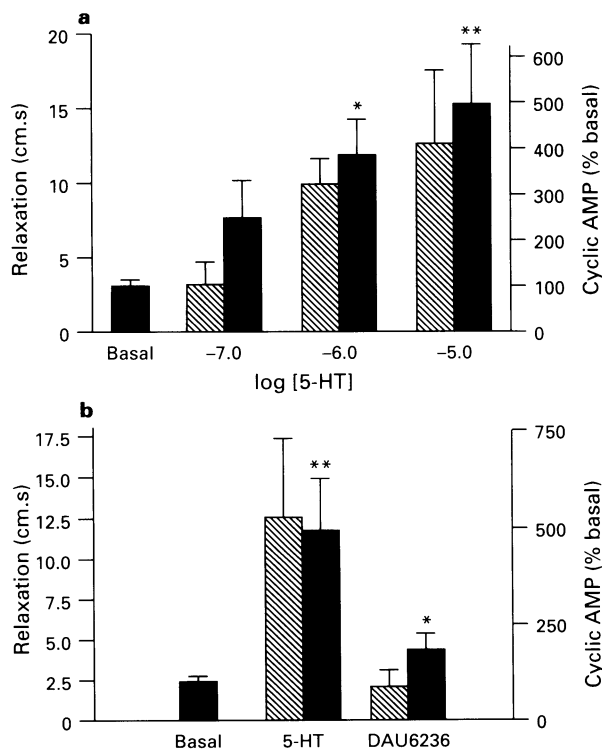 a
20
15
10
5
0
Relaxation (cm.s)
*
**
600
500
400
300
200
100
0
Cyclic AMP (% basal)
Basal
–7.0
–6.0
–5.0
log [5-HT]
b
17.5
15.0
12.5
10.0
7.5
5.0
2.5
0
Relaxation (cm.s)
**
*
750
500
250
0
Cyclic AMP (% basal)
Basal
5-HT
DAU6236